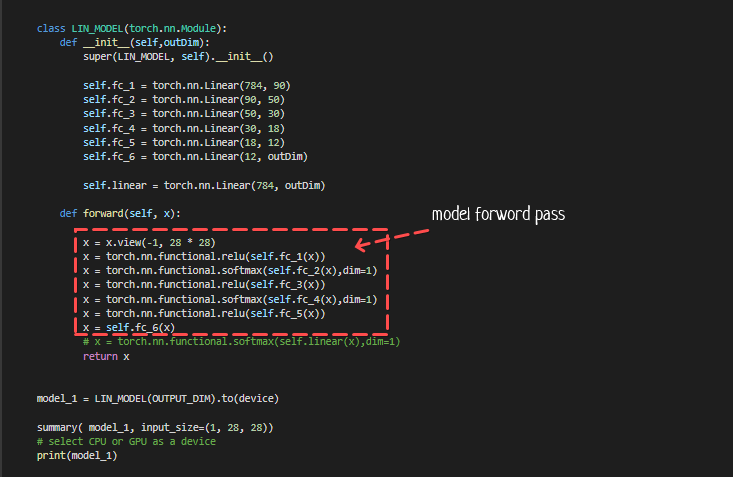 class LIN_MODEL(torch.nn.Module):
    def __init__(self,outDim):
        super(LIN_MODEL, self).__init__()
        self.fc_1 = torch.nn.Linear(784, 90)
        self.fc_2 = torch.nn.Linear(90, 50)
        self.fc_3 = torch.nn.Linear(50, 30)
        self.fc_4 = torch.nn.Linear(30, 18)
        self.fc_5 = torch.nn.Linear(18, 12)
        self.fc_6 = torch.nn.Linear(12, outDim)
        self.linear = torch.nn.Linear(784, outDim)
    def forward(self, x):
model forword pass
        x = x.view(-1, 28 * 28)
        x = torch.nn.functional.relu(self.fc_1(x))
        x = torch.nn.functional.softmax(self.fc_2(x),dim=1)
        x = torch.nn.functional.relu(self.fc_3(x))
        x = torch.nn.functional.softmax(self.fc_4(x),dim=1)
        x = torch.nn.functional.relu(self.fc_5(x))
        x = self.fc_6(x)
        # x = torch.nn.functional.softmax(self.linear(x),dim=1)
        return x
model_1 = LIN_MODEL(OUTPUT_DIM).to(device)
summary( model_1, input_size=(1, 28, 28))
# select CPU or GPU as a device
print(model_1)